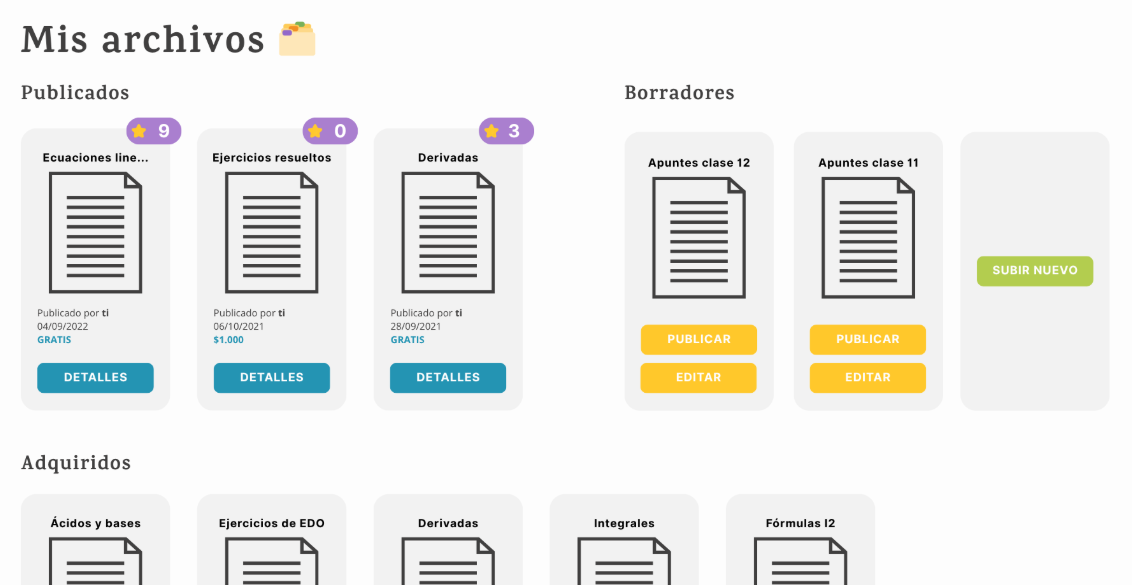 Mis archivos
Publicados
9
Ecuaciones line...
Publicado por ti
04/09/2022
GRATIS
DETALLES
0
Ejercicios resueltos
Publicado por ti
06/10/2021
$1.000
DETALLES
3
Derivadas
Publicado por ti
28/09/2021
GRATIS
DETALLES
Borradores
Apuntes clase 12
PUBLICAR
EDITAR
Apuntes clase 11
PUBLICAR
EDITAR
SUBIR NUEVO
Adquiridos
Ácidos y bases
Ejercicios de EDO
Derivadas
Integrales
Fórmulas I2